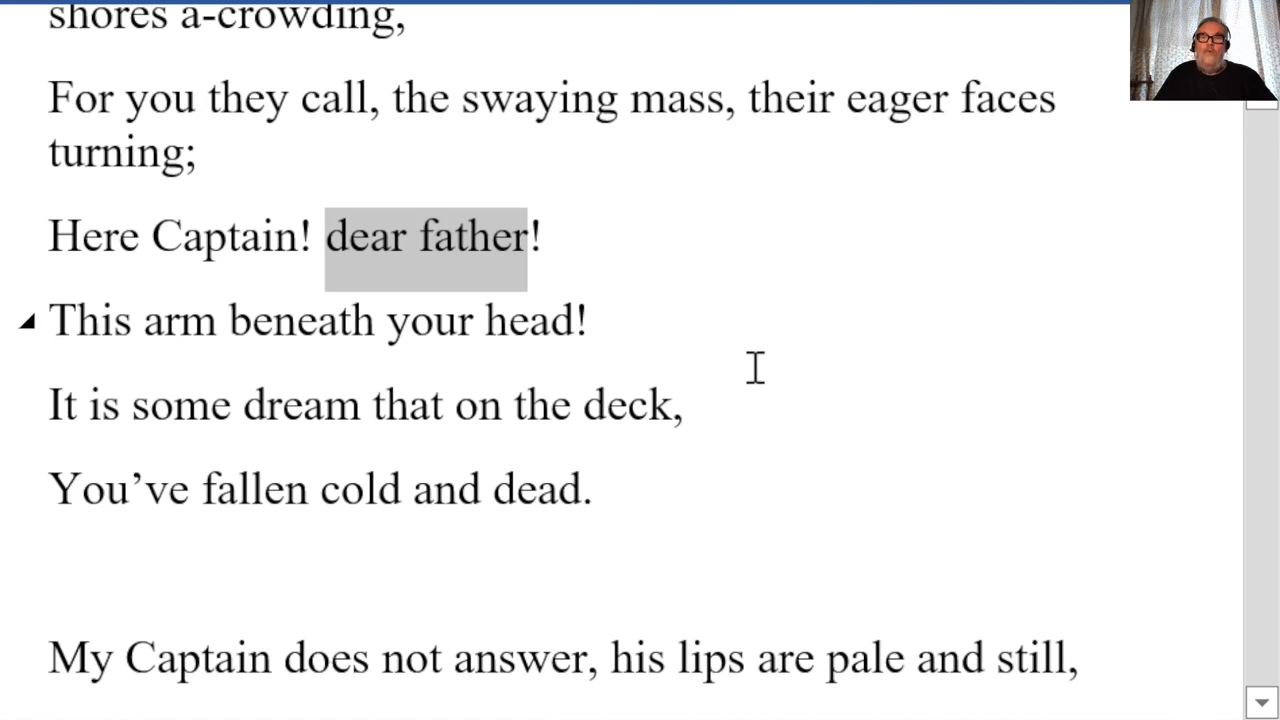 shores a-crowding,
For you they call, the swaying mass, their eager faces
turning;
Here Captain! dear father!
This arm beneath your head!
It is some dream that on the deck,
You’ve fallen cold and dead.
My Captain does not answer, his lips are pale and still,